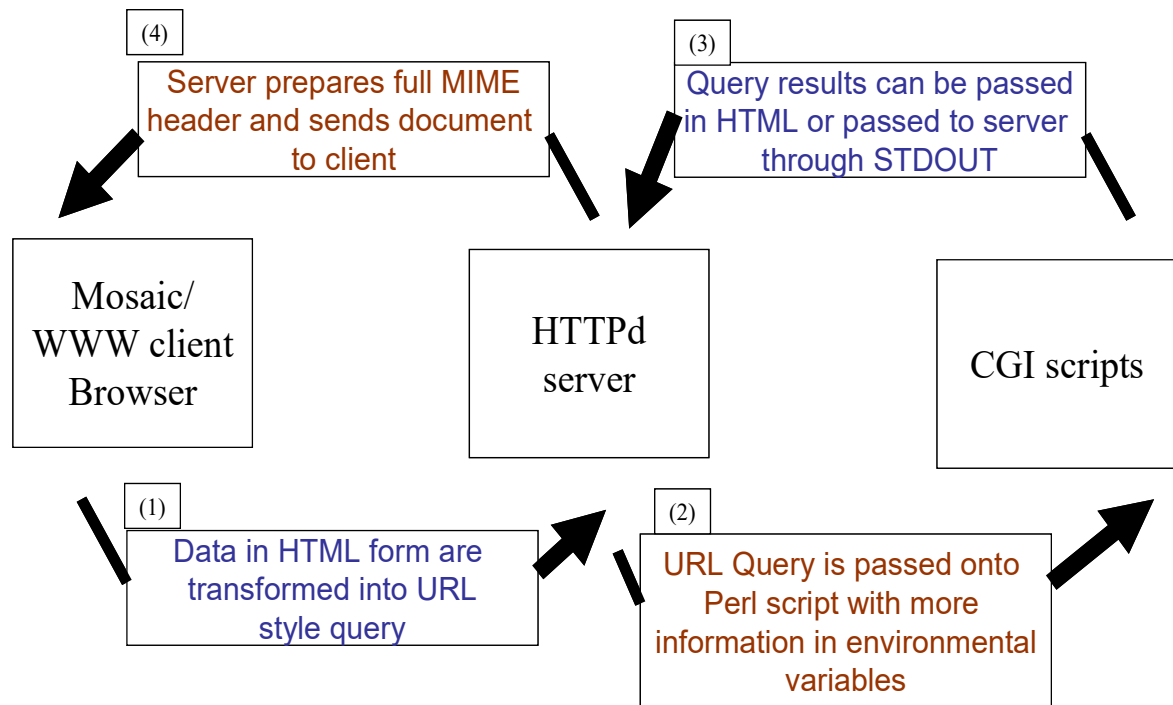 (4)
Server prepares full MIME
header and sends document
to client
(3)
Query results can be passed
in HTML or passed to server
through STDOUT
Mosaic/
WWW client
Browser
HTTPd
server
CGI scripts
(1)
Data in HTML form are
transformed into URL
style query
(2)
URL Query is passed onto
Perl script with more
information in environmental
variables